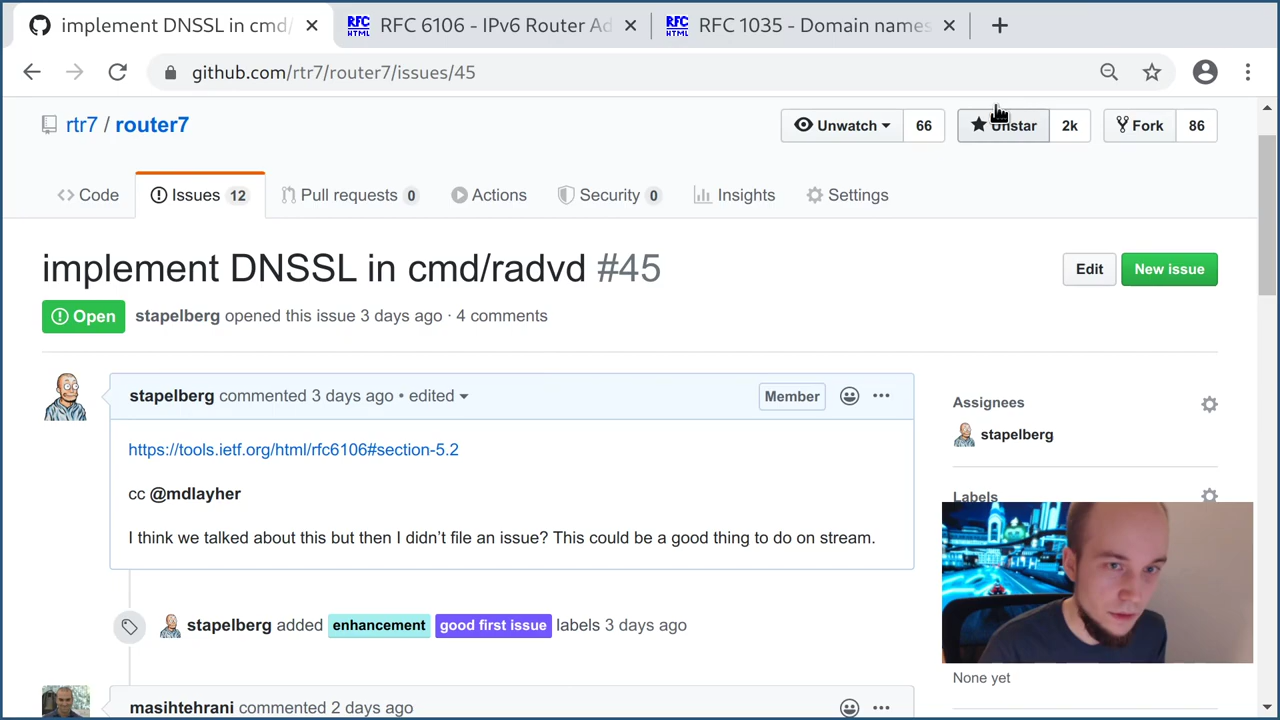 implement DNSSL in cmd/
RFC HTML
RFC 6106 - IPv6 Router Ad
RFC HTML
RFC 1035 - Domain names
github.com/rtr7/router7/issues/45
rtr7 / router7
Unwatch 66
Unstar 2k
Fork 86
Code
Issues 12
Pull requests 0
Actions
Security 0
Insights
Settings
implement DNSSL in cmd/radvd #45
Edit
New issue
Open
stapelberg opened this issue 3 days ago · 4 comments
stapelberg commented 3 days ago • edited
Member
https://tools.ietf.org/html/rfc6106#section-5.2
cc @mdlayher
I think we talked about this but then I didn’t file an issue? This could be a good thing to do on stream.
Assignees
stapelberg
Labels
None yet
stapelberg added enhancement good first issue labels 3 days ago
masihtehrani commented 2 days ago